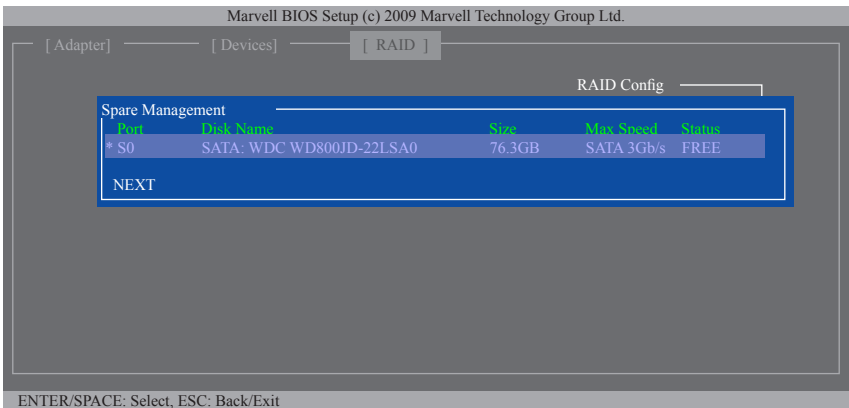 Marvell BIOS Setup (c) 2009 Marvell Technology Group Ltd.
[ Adapter] [ Devices] [ RAID ]
RAID Config
Spare Management
Port Disk Name Size Max Speed Status
* S0 SATA: WDC WD800JD-22LSA0 76.3GB SATA 3Gb/s FREE
NEXT
ENTER/SPACE: Select, ESC: Back/Exit